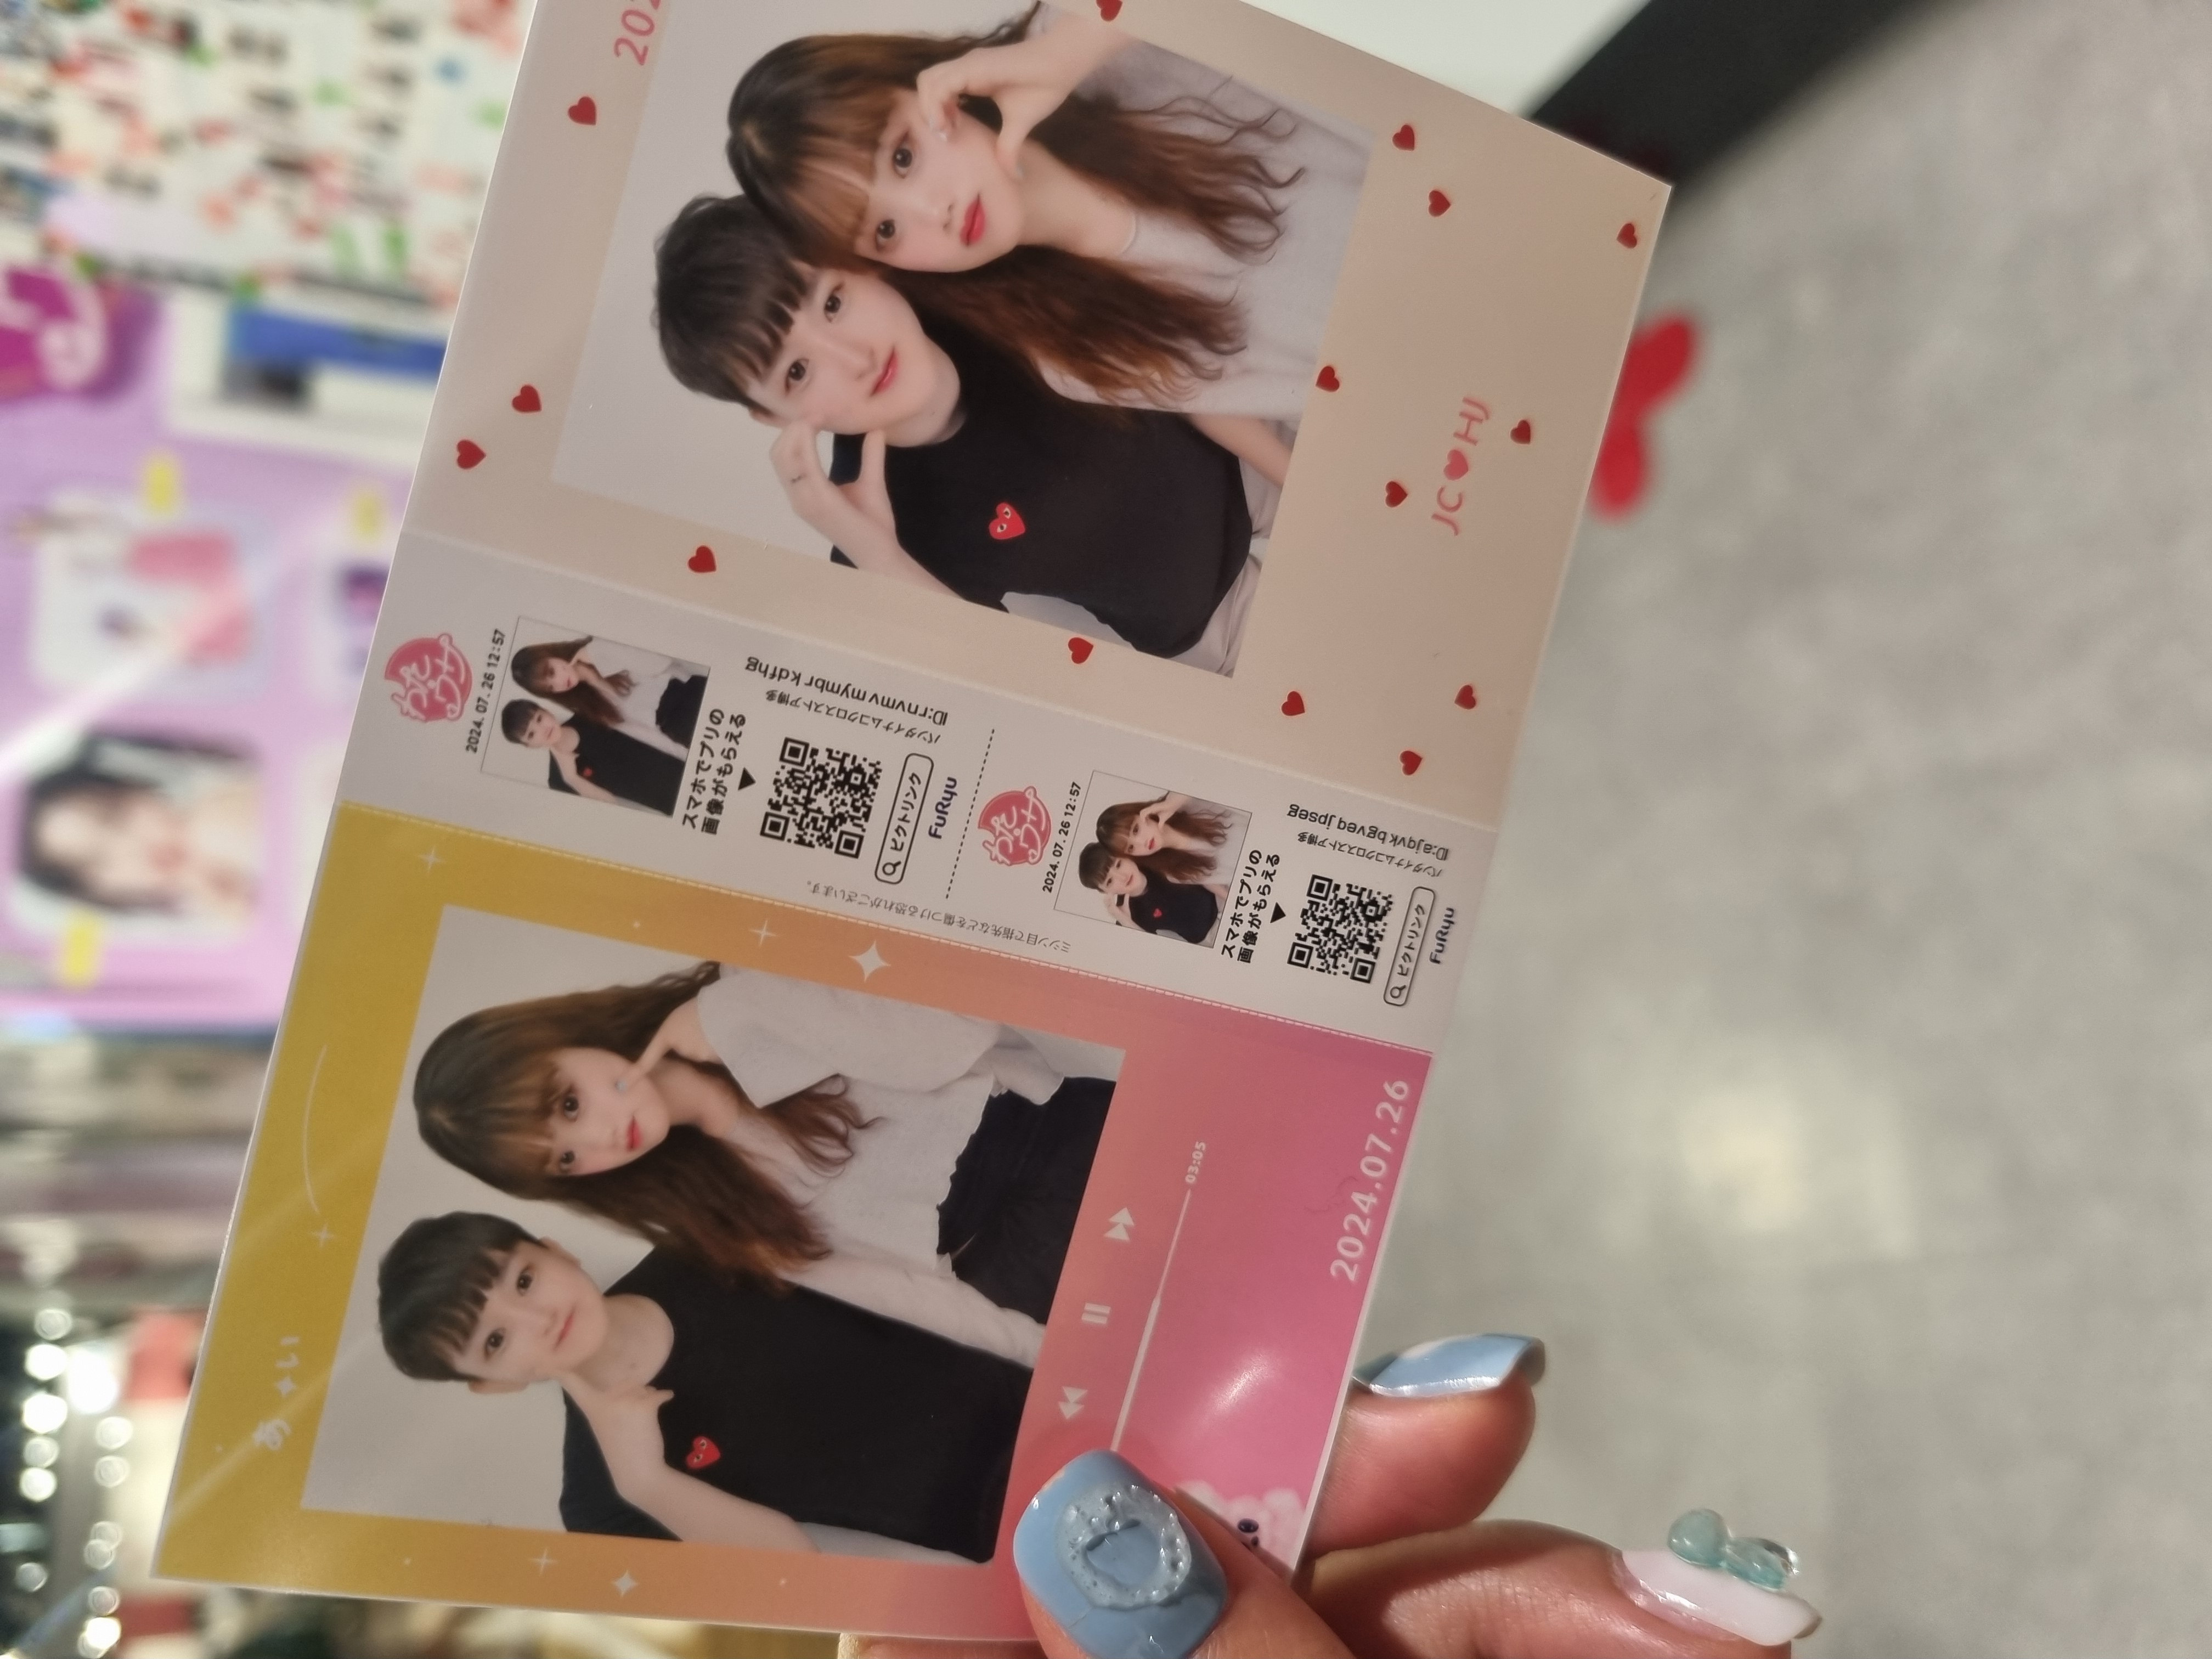 あ い
03:05
2024.07.26
わた
ウサ
2024. 07. 26 12:57
スマホでプリの
画像がもらえる
ピクトリンク
FuRyu
バンダイナムコクロスストア博多
ID:rnvmv mymbr kdfhg
ミシン目で指先などを傷つける恐れがございます。
わた
ウサ
2024. 07. 26 12:57
スマホでプリの
画像がもらえる
ピクトリンク
FuRyu
バンダイナムコクロスストア博多
ID:ajqvk bgveq jpseg
202
JC♥HJ